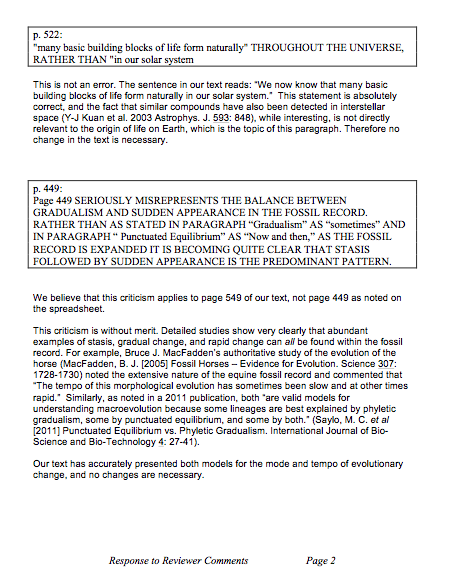 p. 522:
"many basic building blocks of life form naturally" THROUGHOUT THE UNIVERSE,
RATHER THAN "in our solar system
This is not an error. The sentence in our text reads: “We now know that many basic
building blocks of life form naturally in our solar system.”  This statement is absolutely
correct, and the fact that similar compounds have also been detected in interstellar
space (Y-J Kuan et al. 2003 Astrophys. J. 593: 848), while interesting, is not directly
relevant to the origin of life on Earth, which is the topic of this paragraph. Therefore no
change in the text is necessary.
p. 449:
Page 449 SERIOUSLY MISREPRESENTS THE BALANCE BETWEEN
GRADUALISM AND SUDDEN APPEARANCE IN THE FOSSIL RECORD.
RATHER THAN AS STATED IN PARAGRAPH “Gradualism” AS “sometimes” AND
IN PARAGRAPH “ Punctuated Equilibrium” AS “Now and then,” AS THE FOSSIL
RECORD IS EXPANDED IT IS BECOMING QUITE CLEAR THAT STASIS
FOLLOWED BY SUDDEN APPEARANCE IS THE PREDOMINANT PATTERN.
We believe that this criticism applies to page 549 of our text, not page 449 as noted on
the spreadsheet.
This criticism is without merit. Detailed studies show very clearly that abundant
examples of stasis, gradual change, and rapid change can all be found within the fossil
record. For example, Bruce J. MacFadden’s authoritative study of the evolution of the
horse (MacFadden, B. J. [2005] Fossil Horses – Evidence for Evolution. Science 307:
1728-1730) noted the extensive nature of the equine fossil record and commented that
“The tempo of this morphological evolution has sometimes been slow and at other times
rapid.”  Similarly, as noted in a 2011 publication, both “are valid models for
understanding macroevolution because some lineages are best explained by phyletic
gradualism, some by punctuated equilibrium, and some by both.” (Saylo, M. C. et al
[2011] Punctuated Equilibrium vs. Phyletic Gradualism. International Journal of Bio-
Science and Bio-Technology 4: 27-41).
Our text has accurately presented both models for the mode and tempo of evolutionary
change, and no changes are necessary.
Response to Reviewer Comments Page 2